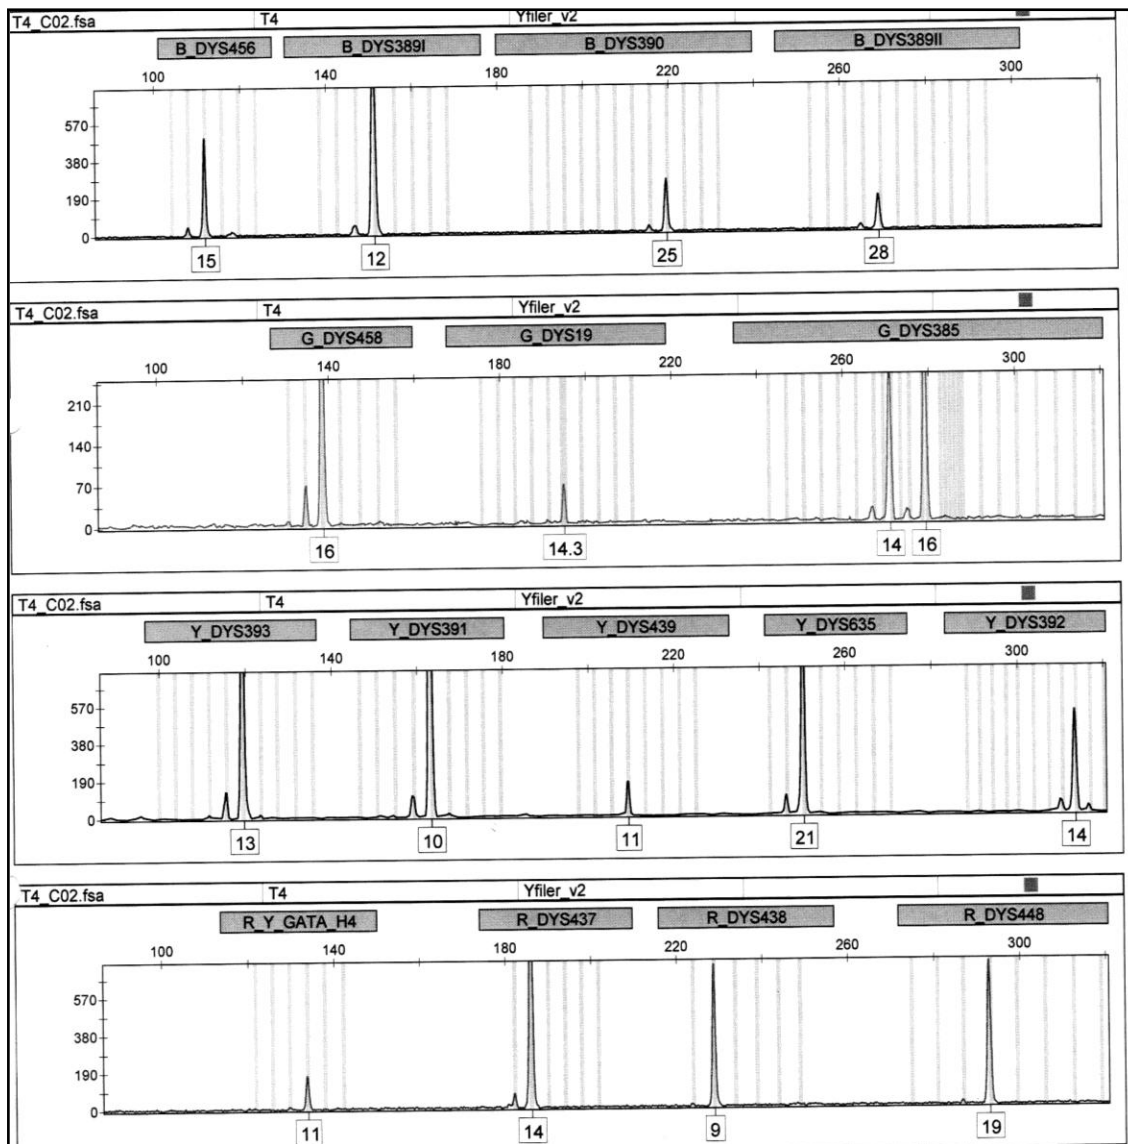 T4_C02.fsa T4 Yfiler_v2
B_DYS456 B_DYS389I B_DYS390 B_DYS389II
100 140 180 220 260 300
570
380
190
0
15 12 25 28
T4_C02.fsa T4 Yfiler_v2
G_DYS458 G_DYS19 G_DYS385
100 140 180 220 260 300
210
140
70
0
16 14.3 14 16
T4_C02.fsa T4 Yfiler_v2
Y_DYS393 Y_DYS391 Y_DYS439 Y_DYS635 Y_DYS392
100 140 180 220 260 300
570
380
190
0
13 10 11 21 14
T4_C02.fsa T4 Yfiler_v2
R_Y_GATA_H4 R_DYS437 R_DYS438 R_DYS448
100 140 180 220 260 300
570
380
190
0
11 14 9 19